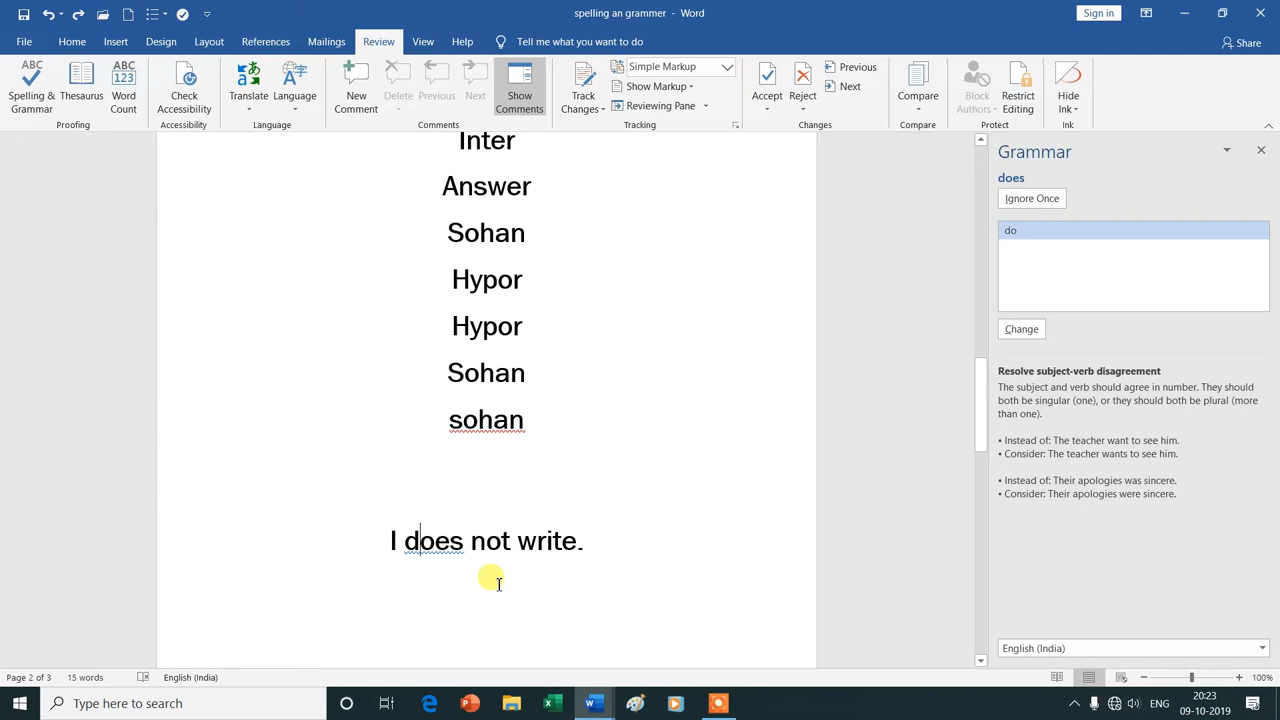 spelling an grammer - Word
Sign in
File Home Insert Design Layout References Mailings Review View Help Tell me what you want to do
Share
ABC Spelling & Grammar
Thesaurus
ABC 123 Word Count
Proofing
Check Accessibility
Accessibility
Translate
Language
Language
New Comment
Delete
Previous
Next
Show Comments
Comments
Track Changes
Simple Markup
Show Markup
Reviewing Pane
Tracking
Accept
Reject
Previous
Next
Changes
Compare
Compare
Block Authors
Restrict Editing
Protect
Hide Ink
Ink
Inter
Answer
Sohan
Hypor
Hypor
Sohan
sohan
I does not write.
Grammar
does
Ignore Once
do
Change
Resolve subject-verb disagreement
The subject and verb should agree in number. They should
both be singular (one), or they should both be plural (more
than one).
• Instead of: The teacher want to see him.
• Consider: The teacher wants to see him.
• Instead of: Their apologies was sincere.
• Consider: Their apologies were sincere.
English (India)
Page 2 of 3 15 words English (India)
100%
Type here to search
ENG
20:23
09-10-2019